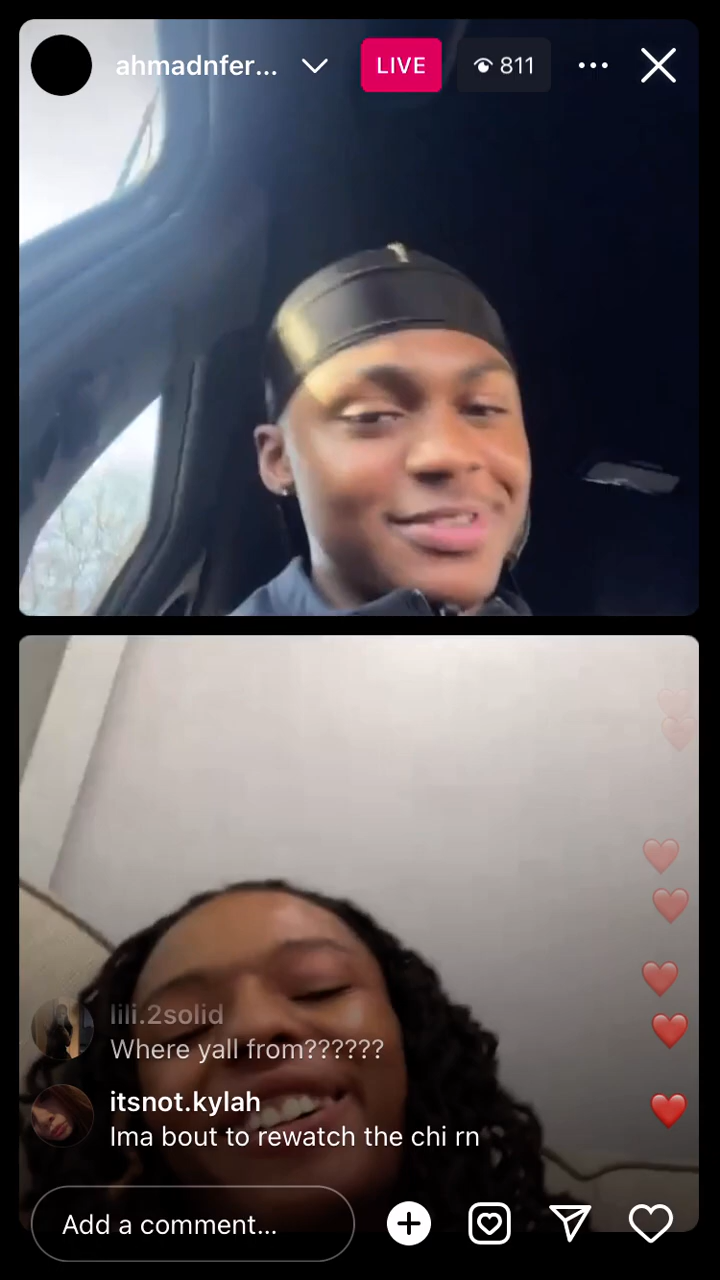 ahmadnfer...
LIVE
811
lili.2solid
Where yall from??????
itsnot.kylah
Ima bout to rewatch the chi rn
Add a comment...